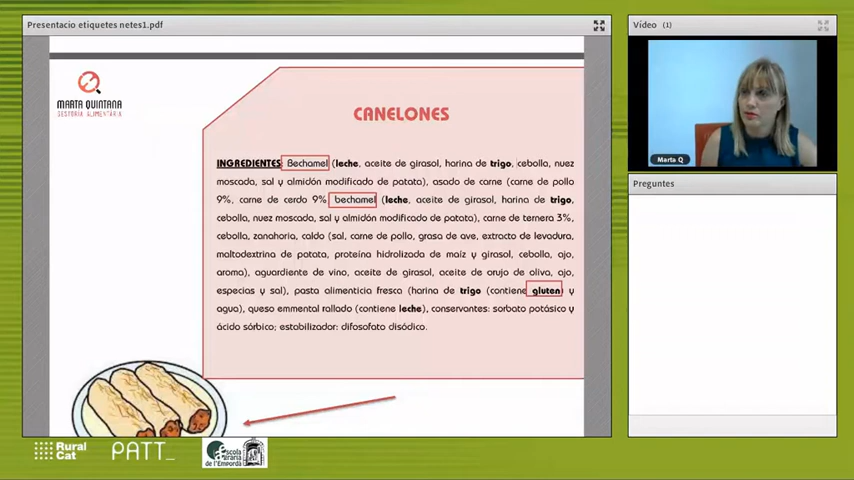 Presentacio etiquetes netes1.pdf
Vídeo (1)
MARTA QUINTANA
GESTORIA ALIMENTÀRIA
CANELONES
INGREDIENTES: Bechamel (leche, aceite de girasol, harina de trigo, cebolla, nuez
moscada, sal y almidón modificado de patata), asado de carne (carne de pollo
9%, carne de cerdo 9% bechamel (leche, aceite de girasol, harina de trigo,
cebolla, nuez moscada, sal y almidón modificado de patata), carne de ternera 3%,
cebolla, zanahoria, caldo (sal, carne de pollo, grasa de ave, extracto de levadura,
maltodextrina de patata, proteína hidrolizada de maíz y girasol, cebolla, ajo,
aroma), aguardiente de vino, aceite de girasol, aceite de orujo de oliva, ajo,
especias y sal), pasta alimenticia fresca (harina de trigo (contiene gluten) y
agua), queso emmental rallado (contiene leche), conservantes: sorbato potásico y
ácido sórbico; estabilizador: difosofato disódico.
Marta Q
Preguntes
Rural
Cat
PATT_
escola
agrària
de l'Empordà